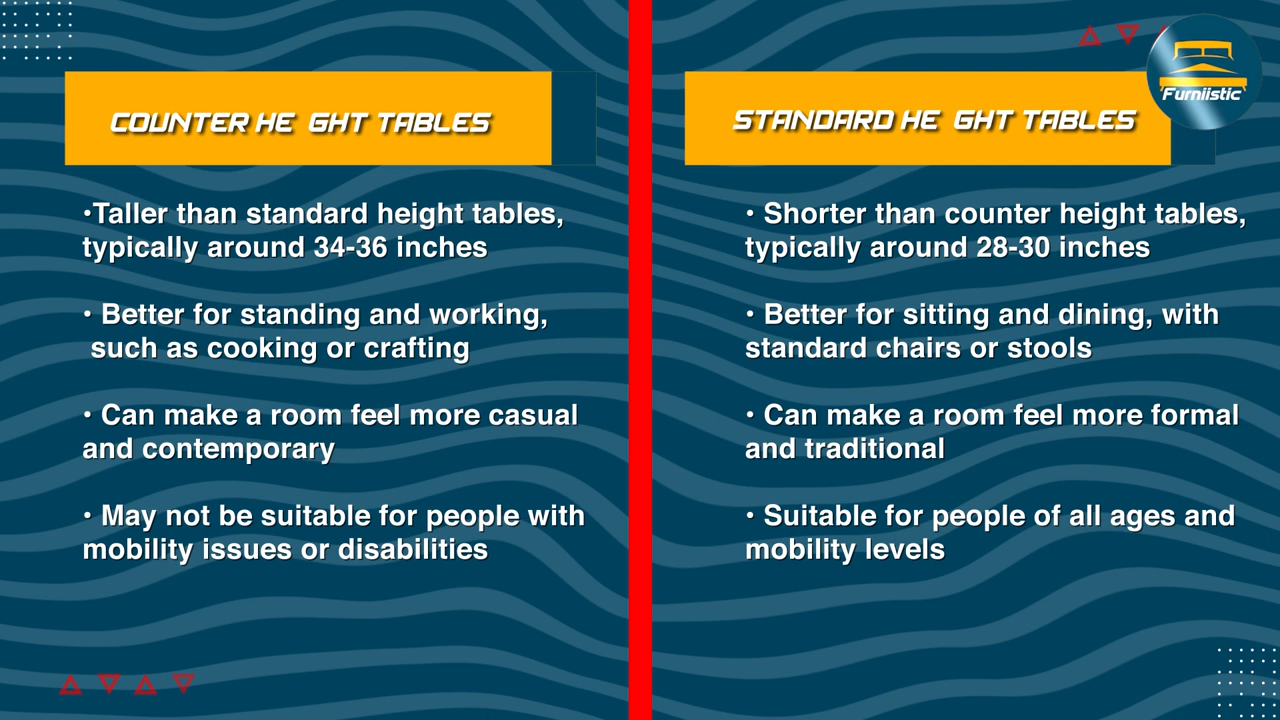 COUNTER HE GHT TABLES
•Taller than standard height tables,
typically around 34-36 inches
• Better for standing and working,
such as cooking or crafting
• Can make a room feel more casual
and contemporary
• May not be suitable for people with
mobility issues or disabilities
STANDARD HE GHT TABLES
Furniistic
• Shorter than counter height tables,
typically around 28-30 inches
• Better for sitting and dining, with
standard chairs or stools
• Can make a room feel more formal
and traditional
• Suitable for people of all ages and
mobility levels